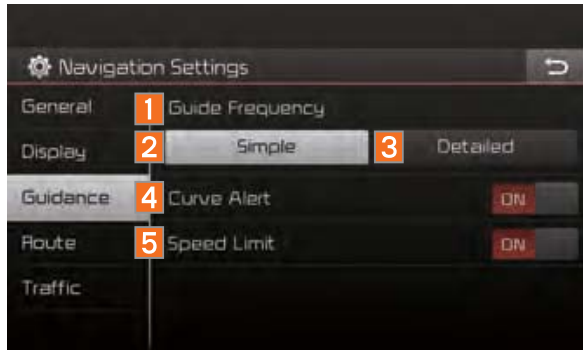 Navigation Settings
General
1 Guide Frequency
Display
2 Simple
3 Detailed
Guidance
4 Curve Alert ON
Route
5 Speed Limit ON
Traffic